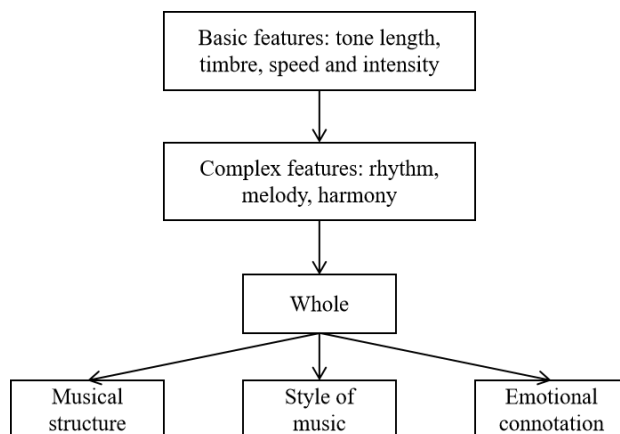 Basic features: tone length,
timbre, speed and intensity
Complex features: rhythm,
melody, harmony
Whole
Musical
structure
Style of
music
Emotional
connotation